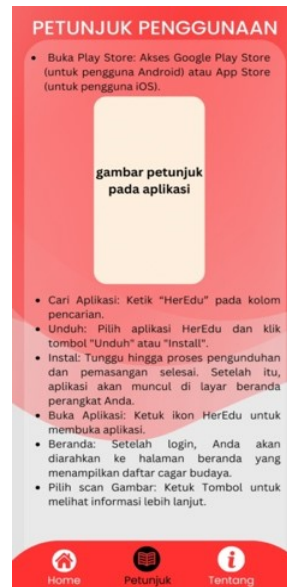 PETUNJUK PENGGUNAAN
• Buka Play Store: Akses Google Play Store
(untuk pengguna Android) atau App Store
(untuk pengguna iOS).
gambar petunjuk
pada aplikasi
• Cari Aplikasi: Ketik “HerEdu” pada kolom
pencarian.
• Unduh: Pilih aplikasi HerEdu dan klik
tombol "Unduh" atau "Install".
• Instal: Tunggu hingga proses pengunduhan
dan pemasangan selesai. Setelah itu,
aplikasi akan muncul di layar beranda
perangkat Anda.
• Buka Aplikasi: Ketuk ikon HerEdu untuk
membuka aplikasi.
• Beranda: Setelah login, Anda akan
diarahkan ke halaman beranda yang
menampilkan daftar cagar budaya.
• Pilih scan Gambar: Ketuk Tombol untuk
melihat informasi lebih lanjut.
Home Petunjuk Tentang